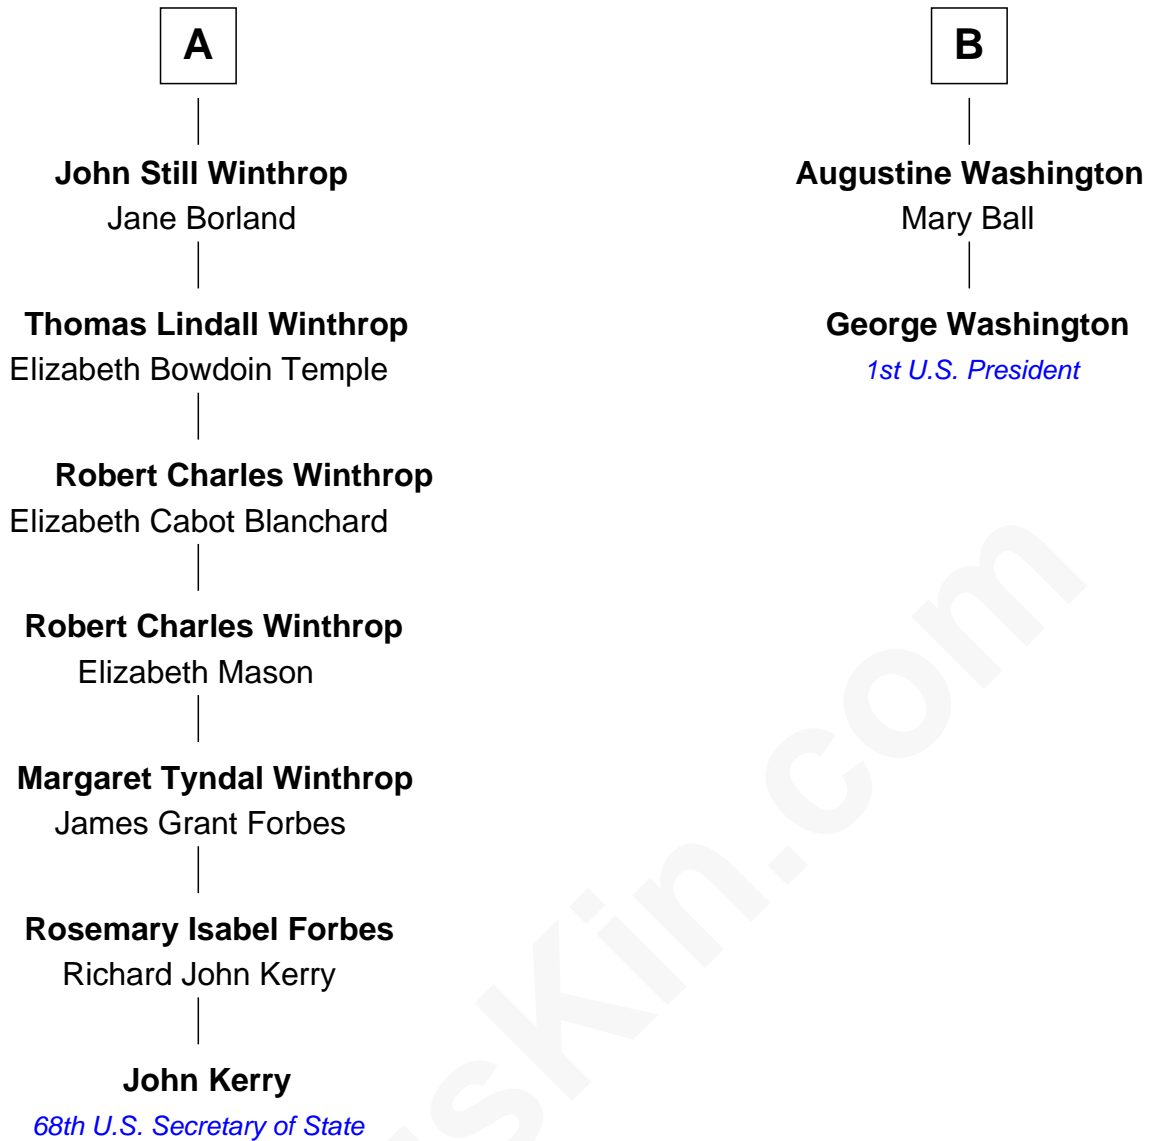 A
John Still Winthrop
Jane Borland
Thomas Lindall Winthrop
Elizabeth Bowdoin Temple
Robert Charles Winthrop
Elizabeth Cabot Blanchard
Robert Charles Winthrop
Elizabeth Mason
Margaret Tyndal Winthrop
James Grant Forbes
Rosemary Isabel Forbes
Richard John Kerry
John Kerry
68th U.S. Secretary of State
B
Augustine Washington
Mary Ball
George Washington
1st U.S. President